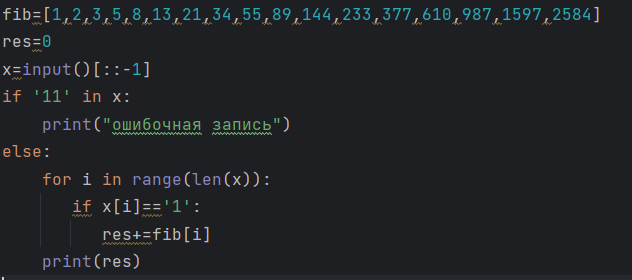 fib=[1,2,3,5,8,13,21,34,55,89,144,233,377,610,987,1597,2584]
res=0
x=input()[::-1]
if '11' in x:
    print("ошибочная запись")
else:
    for i in range(len(x)):
       if x[i]=='1':
          res+=fib[i]
    print(res)